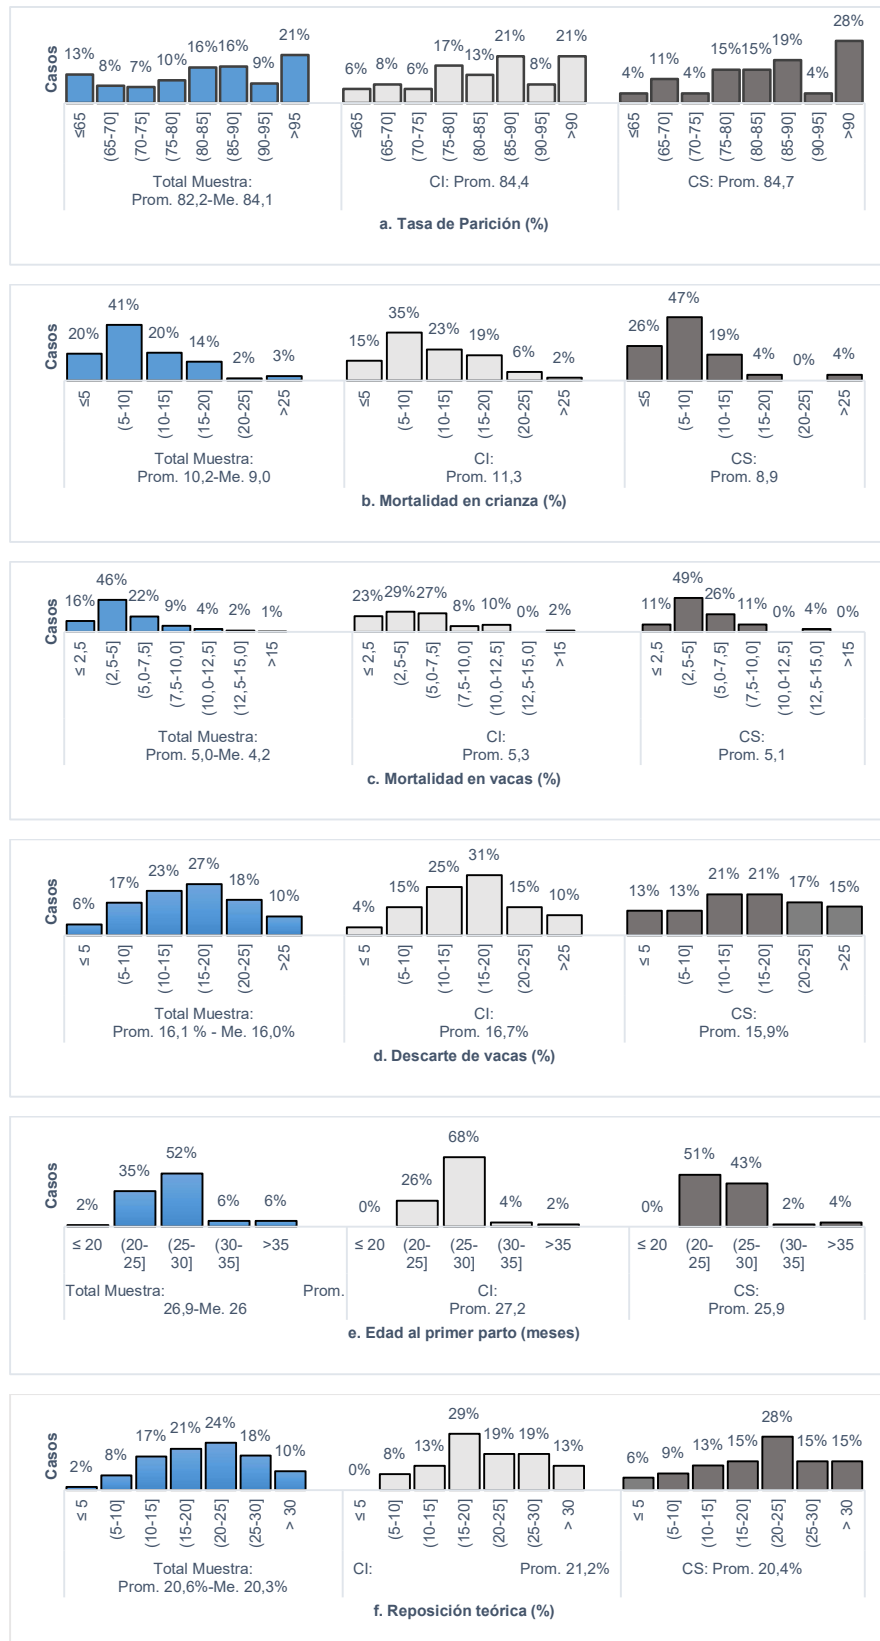 Casos
13% 8% 7% 10% 16% 16% 9% 21%
≤65 (65-70] (70-75] (75-80] (80-85] (85-90] (90-95] >95
Total Muestra:
Prom. 82,2-Me. 84,1
6% 8% 6% 17% 13% 21% 8% 21%
≤65 (65-70] (70-75] (75-80] (80-85] (85-90] (90-95] >90
CI: Prom. 84,4
4% 11% 4% 15% 15% 19% 4% 28%
≤65 (65-70] (70-75] (75-80] (80-85] (85-90] (90-95] >90
CS: Prom. 84,7
a. Tasa de Parición (%)
Casos
20% 41% 20% 14% 2% 3%
≤5 (5-10] (10-15] (15-20] (20-25] >25
Total Muestra:
Prom. 10,2-Me. 9,0
15% 35% 23% 19% 6% 2%
≤5 (5-10] (10-15] (15-20] (20-25] >25
CI:
Prom. 11,3
26% 47% 19% 4% 0% 4%
≤5 (5-10] (10-15] (15-20] (20-25] >25
CS:
Prom. 8,9
b. Mortalidad en crianza (%)
Casos
16% 46% 22% 9% 4% 2% 1%
≤ 2,5 (2,5-5] (5,0-7,5] (7,5-10,0] (10,0-12,5] (12,5-15,0] >15
Total Muestra:
Prom. 5,0-Me. 4,2
23% 29% 27% 8% 10% 0% 2%
≤ 2,5 (2,5-5] (5,0-7,5] (7,5-10,0] (10,0-12,5] (12,5-15,0] >15
CI:
Prom. 5,3
11% 49% 26% 11% 0% 4% 0%
≤ 2,5 (2,5-5] (5,0-7,5] (7,5-10,0] (10,0-12,5] (12,5-15,0] >15
CS:
Prom. 5,1
c. Mortalidad en vacas (%)
Casos
6% 17% 23% 27% 18% 10%
≤ 5 (5-10] (10-15] (15-20] (20-25] >25
Total Muestra:
Prom. 16,1 % - Me. 16,0%
4% 15% 25% 31% 15% 10%
≤ 5 (5-10] (10-15] (15-20] (20-25] >25
CI:
Prom. 16,7%
13% 13% 21% 21% 17% 15%
≤ 5 (5-10] (10-15] (15-20] (20-25] >25
CS:
Prom. 15,9%
d. Descarte de vacas (%)
Casos
2% 35% 52% 6% 6%
≤ 20 (20-25] (25-30] (30-35] >35
Total Muestra: Prom.
26,9-Me. 26
0% 26% 68% 4% 2%
≤ 20 (20-25] (25-30] (30-35] >35
CI:
Prom. 27,2
0% 51% 43% 2% 4%
≤ 20 (20-25] (25-30] (30-35] >35
CS:
Prom. 25,9
e. Edad al primer parto (meses)
Casos
2% 8% 17% 21% 24% 18% 10%
≤ 5 (5-10] (10-15] (15-20] (20-25] (25-30] > 30
Total Muestra:
Prom. 20,6%-Me. 20,3%
0% 8% 13% 29% 19% 19% 13%
≤ 5 (5-10] (10-15] (15-20] (20-25] (25-30] > 30
CI: Prom. 21,2%
6% 9% 13% 15% 28% 15% 15%
≤ 5 (5-10] (10-15] (15-20] (20-25] (25-30] > 30
CS: Prom. 20,4%
f. Reposición teórica (%)